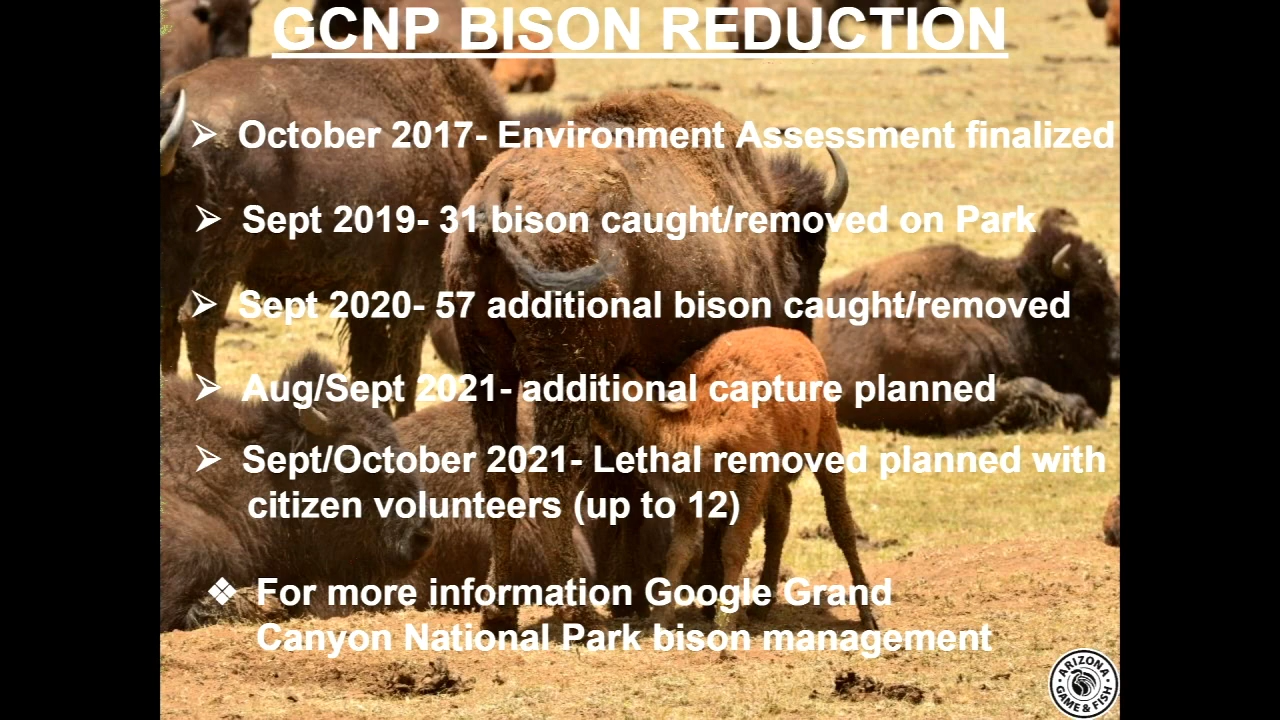 GCNP BISON REDUCTION
➢ October 2017- Environment Assessment finalized
➢ Sept 2019- 31 bison caught/removed on Park
➢ Sept 2020- 57 additional bison caught/removed
➢ Aug/Sept 2021- additional capture planned
➢ Sept/October 2021- Lethal removed planned with
citizen volunteers (up to 12)
❖ For more information Google Grand
Canyon National Park bison management
ARIZONA
GAME & FISH